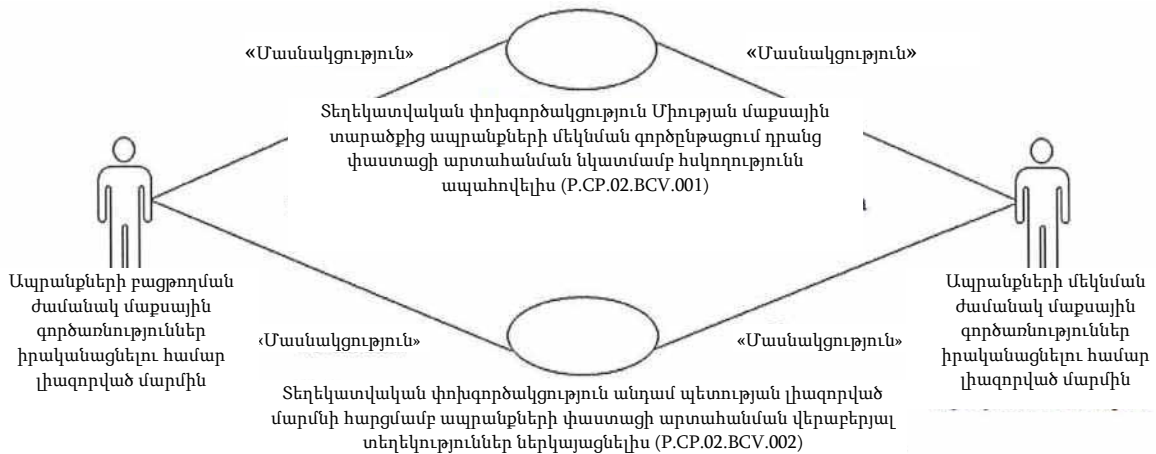 «Մասնակցություն»
«Մասնակցություն»
Տեղեկատվական փոխգործակցություն Միության մաքսային
տարածքից ապրանքների մեկնման գործընթացում դրանց
փաստացի արտահանման նկատմամբ հսկողությունն
ապահովելիս (P.CP.02.BCV.001)
Ապրանքների բացթողման
ժամանակ մաքսային
գործառնություններ
իրականացնելու համար
լիազորված մարմին
Ապրանքների մեկնման
ժամանակ մաքսային
գործառնություններ
իրականացնելու համար
լիազորված մարմին
‹Մասնակցություն»
«Մասնակցություն»
Տեղեկատվական փոխգործակցություն անդամ պետության լիազորված
մարմնի հարցմամբ ապրանքների փաստացի արտահանման վերաբերյալ
տեղեկություններ ներկայացնելիս (P.CP.02.BCV.002)